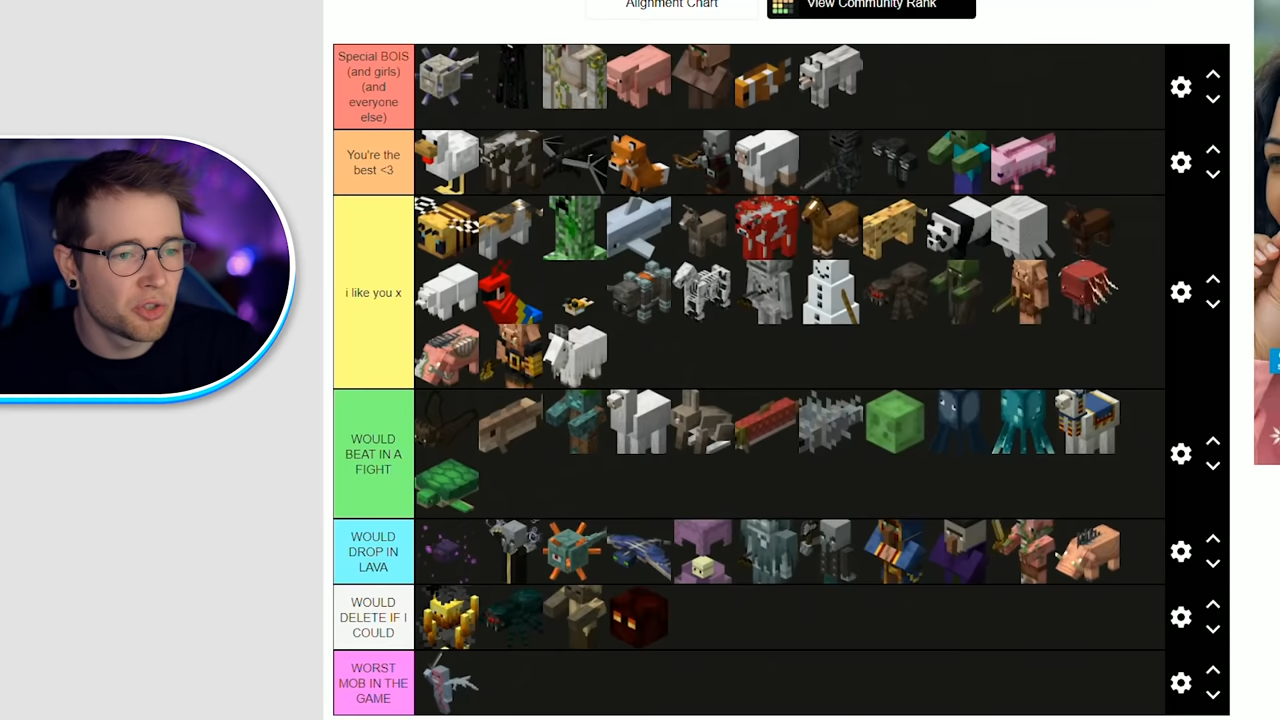 Alignment Chart
View Community Rank
Special BOIS
(and girls)
(and
everyone
else)
You're the
best <3
i like you x
WOULD
BEAT IN A
FIGHT
WOULD
DROP IN
LAVA
WOULD
DELETE IF I
COULD
WORST
MOB IN THE
GAME